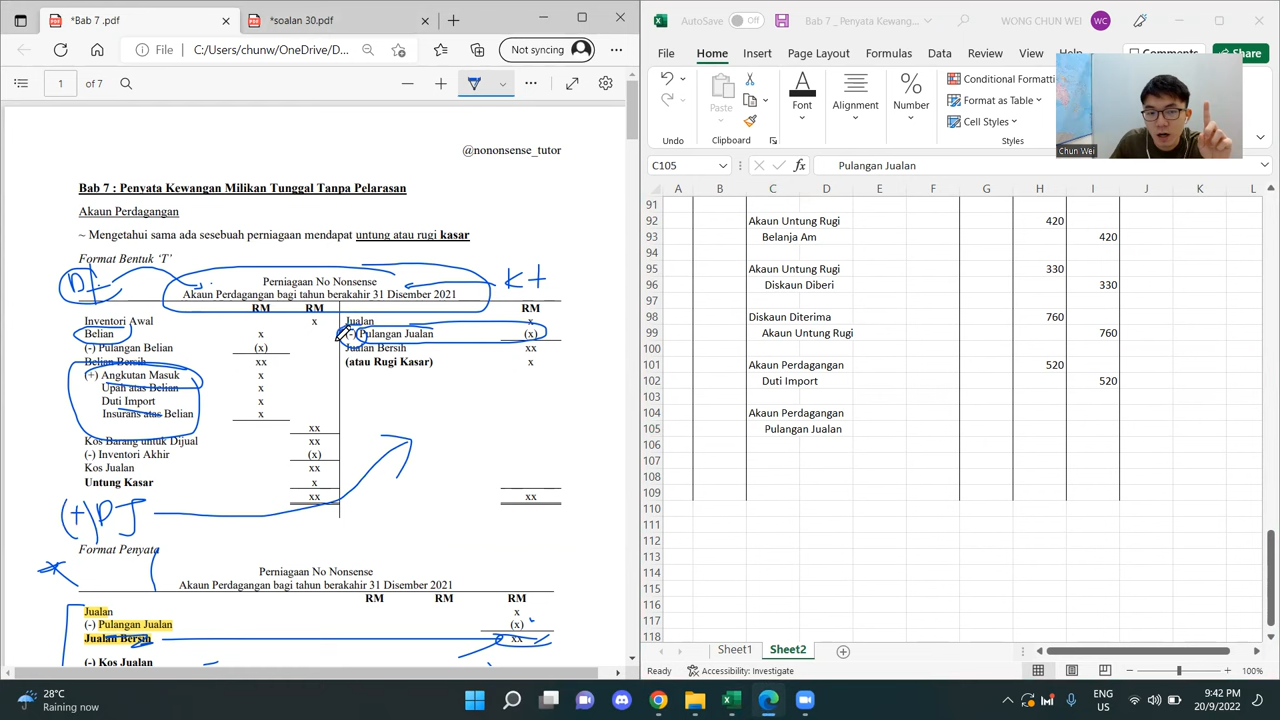 *Bab 7 .pdf
*soalan 30.pdf
File
C:/Users/chunw/OneDrive/D...
Not syncing
1
of 7
@nononsense_tutor
Bab 7 : Penyata Kewangan Milikan Tunggal Tanpa Pelarasan
Akaun Perdagangan
~ Mengetahui sama ada sesebuah perniagaan mendapat untung atau rugi kasar
Format Bentuk 'T'
Dt
Kt
Perniagaan No Nonsense
Akaun Perdagangan bagi tahun berakahir 31 Disember 2021
RM RM RM
Inventori Awal x Jualan x
Belian x (-) Pulangan Jualan (x)
(-) Pulangan Belian (x) Jualan Bersih xx
Belian Bersih xx (atau Rugi Kasar) x
(+) Angkutan Masuk x
Upah atas Belian x
Duti Import x
Insurans atas Belian x
xx
Kos Barang untuk Dijual xx
(-) Inventori Akhir (x)
Kos Jualan xx
Untung Kasar x
xx xx
(+) PJ
Format Penyata
Perniagaan No Nonsense
Akaun Perdagangan bagi tahun berakahir 31 Disember 2021
RM RM RM
Jualan x
(-) Pulangan Jualan (x)
Jualan Bersih xx
(-) Kos Jualan
AutoSave Off
Bab 7 _ Penyata Kewang...
WONG CHUN WEI WC
File Home Insert Page Layout Formulas Data Review View Help
Comments Share
Undo
Paste
Clipboard
Font
Alignment
Number
Conditional Formatti
Format as Table
Cell Styles
Styles
Chun Wei
C105 fx Pulangan Jualan
A B C D E F G H I J K L
91
92 Akaun Untung Rugi 420
93 Belanja Am 420
94
95 Akaun Untung Rugi 330
96 Diskaun Diberi 330
97
98 Diskaun Diterima 760
99 Akaun Untung Rugi 760
100
101 Akaun Perdagangan 520
102 Duti Import 520
103
104 Akaun Perdagangan
105 Pulangan Jualan
106
107
108
109
110
111
112
113
114
115
116
117
118
Sheet1 Sheet2
Ready Accessibility: Investigate 100%
28°C
Raining now
ENG
US
9:42 PM
20/9/2022